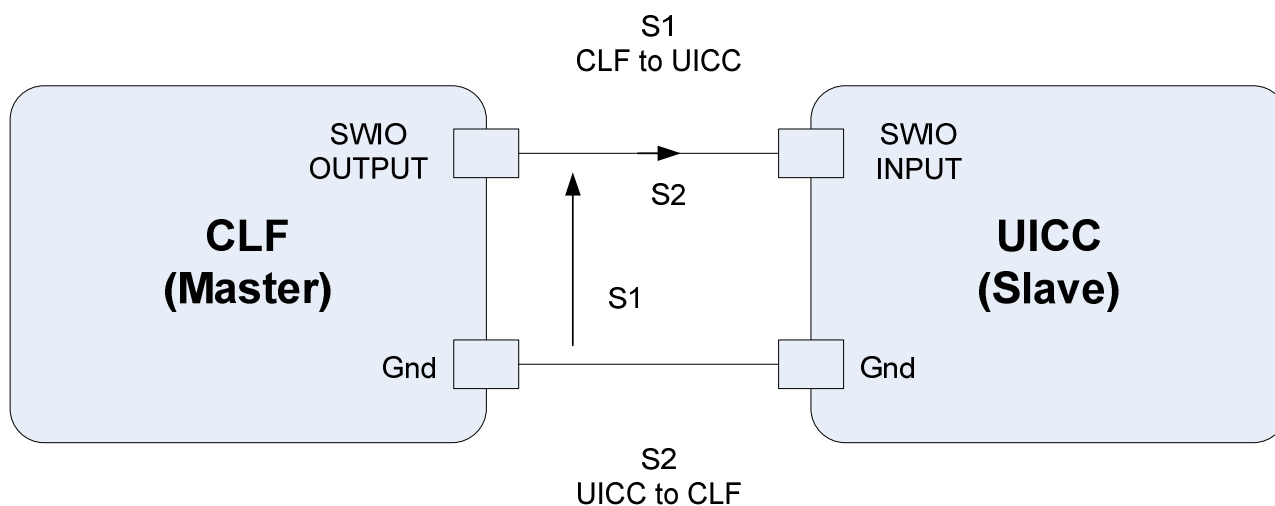 S1
CLF to UICC
SWIO
OUTPUT
SWIO
INPUT
S2
CLF
(Master)
UICC
(Slave)
S1
Gnd
Gnd
S2
UICC to CLF